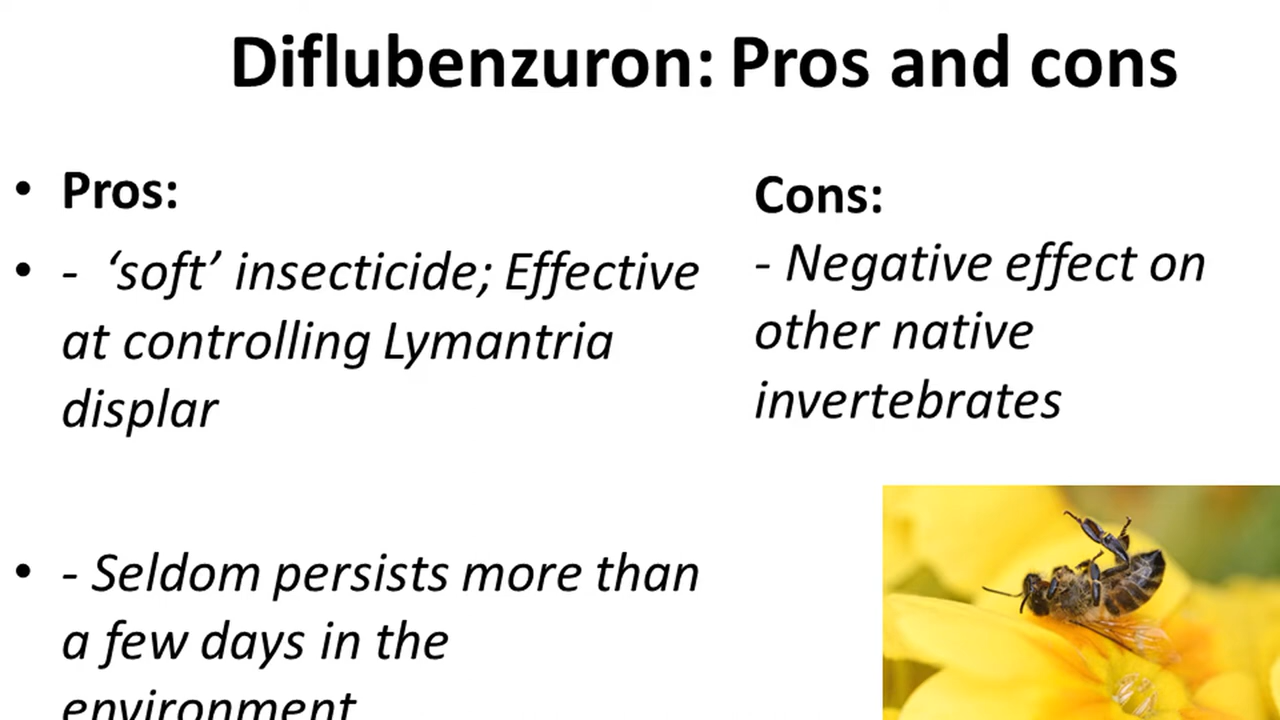 Diflubenzuron: Pros and cons
• Pros:
• - ‘soft’ insecticide; Effective
at controlling Lymantria
displar
• - Seldom persists more than
a few days in the
environment
Cons:
- Negative effect on
other native
invertebrates